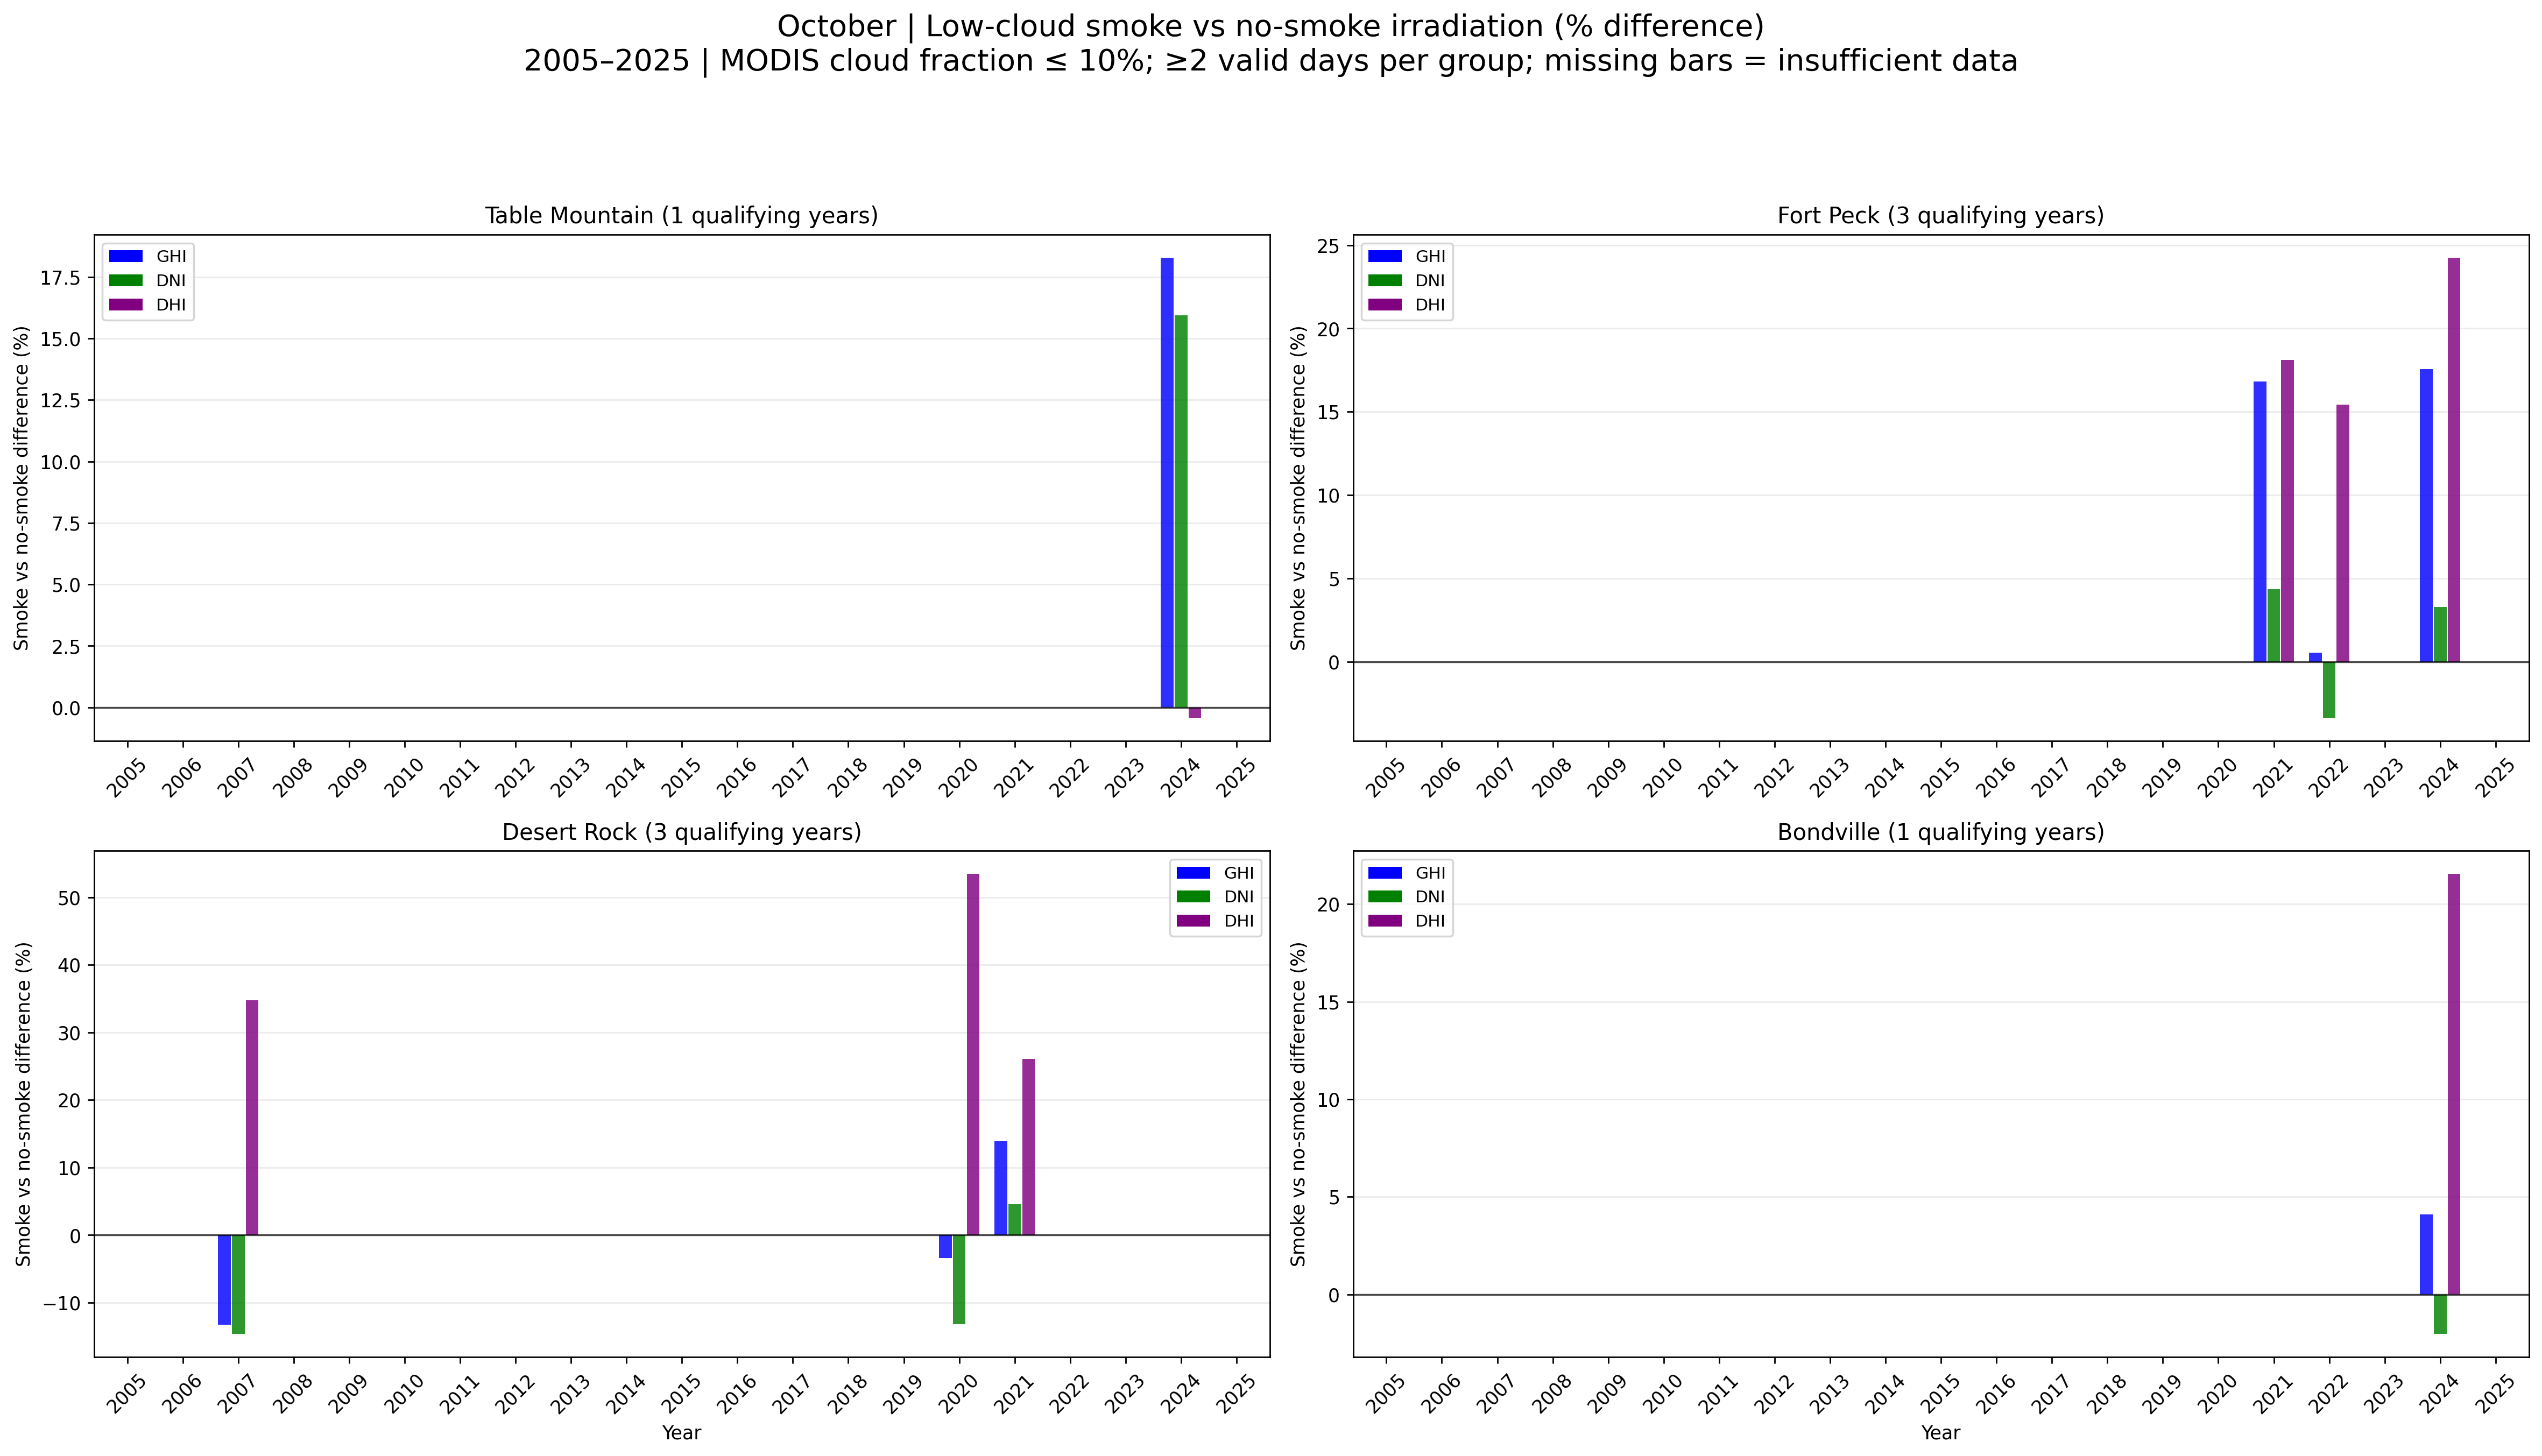 October | Low-cloud smoke vs no-smoke irradiation (% difference)
2005–2025 | MODIS cloud fraction ≤ 10%; ≥2 valid days per group; missing bars = insufficient data
Table Mountain (1 qualifying years)
GHI
DNI
DHI
Smoke vs no-smoke difference (%)
17.5
15.0
12.5
10.0
7.5
5.0
2.5
0.0
2005 2006 2007 2008 2009 2010 2011 2012 2013 2014 2015 2016 2017 2018 2019 2020 2021 2022 2023 2024 2025
Fort Peck (3 qualifying years)
GHI
DNI
DHI
Smoke vs no-smoke difference (%)
25
20
15
10
5
0
2005 2006 2007 2008 2009 2010 2011 2012 2013 2014 2015 2016 2017 2018 2019 2020 2021 2022 2023 2024 2025
Desert Rock (3 qualifying years)
GHI
DNI
DHI
Smoke vs no-smoke difference (%)
50
40
30
20
10
0
−10
2005 2006 2007 2008 2009 2010 2011 2012 2013 2014 2015 2016 2017 2018 2019 2020 2021 2022 2023 2024 2025
Year
Bondville (1 qualifying years)
GHI
DNI
DHI
Smoke vs no-smoke difference (%)
20
15
10
5
0
2005 2006 2007 2008 2009 2010 2011 2012 2013 2014 2015 2016 2017 2018 2019 2020 2021 2022 2023 2024 2025
Year